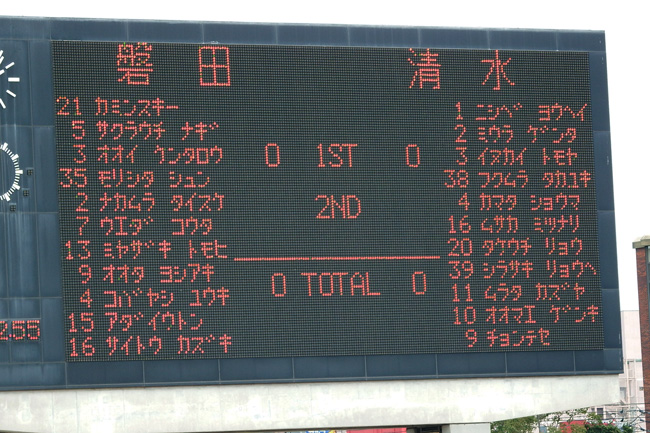 磐田 清水
21 カミンスキー
5 サクラウチ ナギ
3 オオイ ケンタロウ
35 モリシタ シュン
2 ナカムラ タイスケ
7 ウエダ コウタ
13 ミヤザキ トモヒ
9 オオタ ヨシアキ
4 コバヤシ ユウキ
15 アダイウトン
16 サイトウ カズキ
0 1ST 0
2ND
0 TOTAL 0
1 ニシベ ヨウヘイ
2 ミウラ ゲンタ
3 イヌカイ トモヤ
38 フクムラ タカユキ
4 カマタ ショウマ
16 ムサカ ミツナリ
20 タケウチ リョウ
39 シラサキ リョウヘ
11 ムラタ カズヤ
10 オオマエ ゲンキ
9 チョンテセ
255